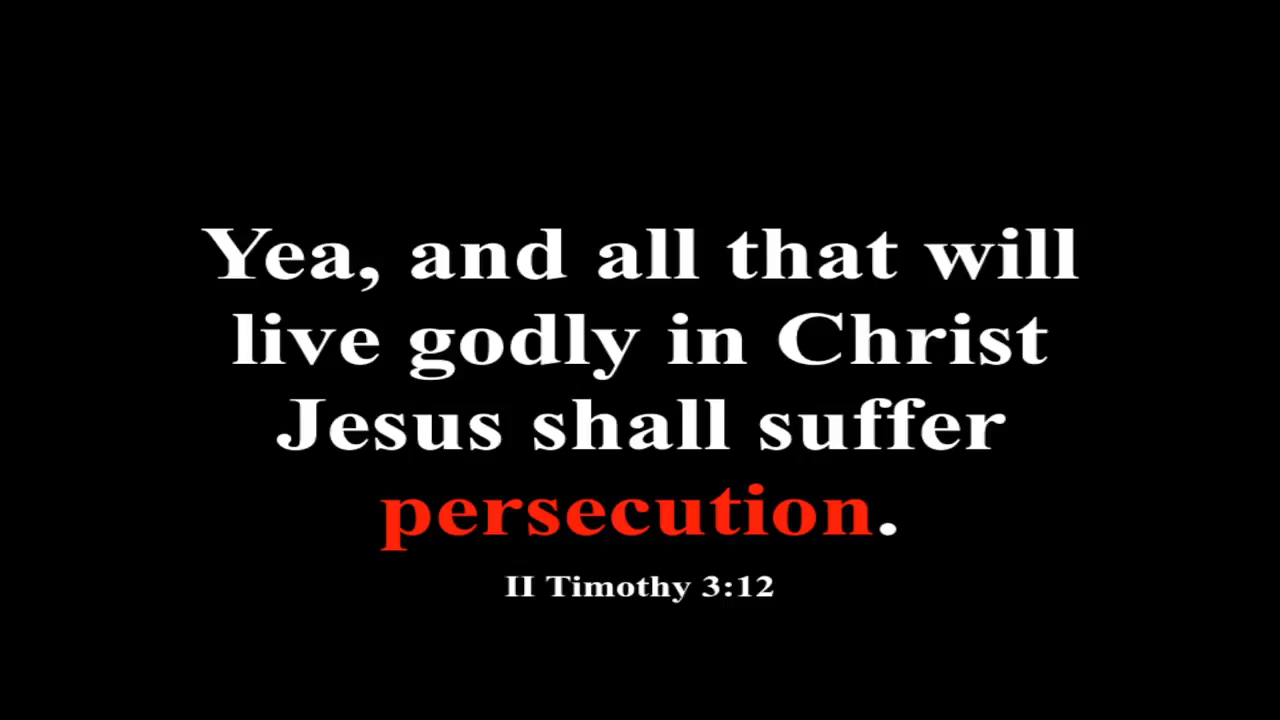 Yea, and all that will
live godly in Christ
Jesus shall suffer
persecution.
II Timothy 3:12